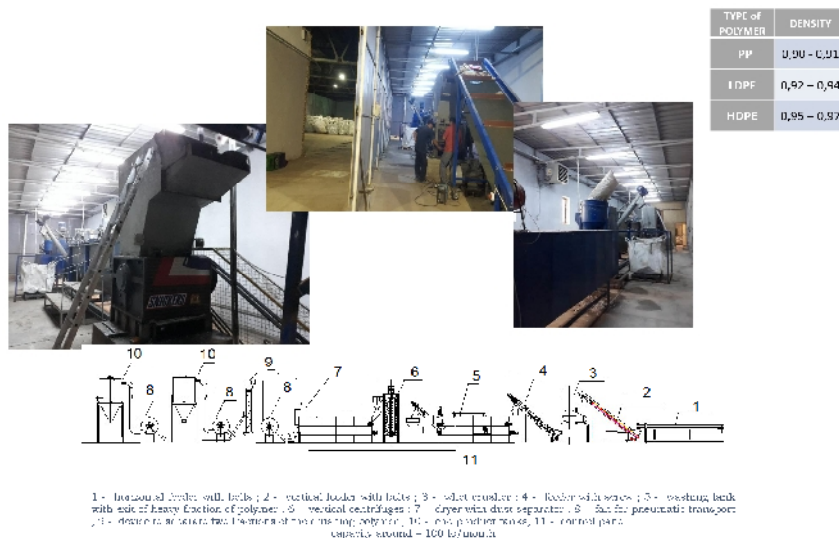 TYPE of
POLYMER
DENSITY
PP
0,90 - 0,91
LDPE
0,92 – 0,94
HDPE
0,95 – 0,97
10
10
9
8
8
8
7
6
5
4
3
2
1
11
1 - horizontal feeder with belts ; 2 - vertical feeder with belts ; 3 - whet crusher ; 4 - feeder with screw ; 5 - washing tank
with exit of heavy fraction of polymer ; 6 - vertical centrifuges ; 7 - dryer with dust separator ; 8 - fan for pneumatic transport
; 9 - device to separate two fractions of the crushing polymer ; 10 - end product tanks, 11 - control panel
capacity around - 100 to/month